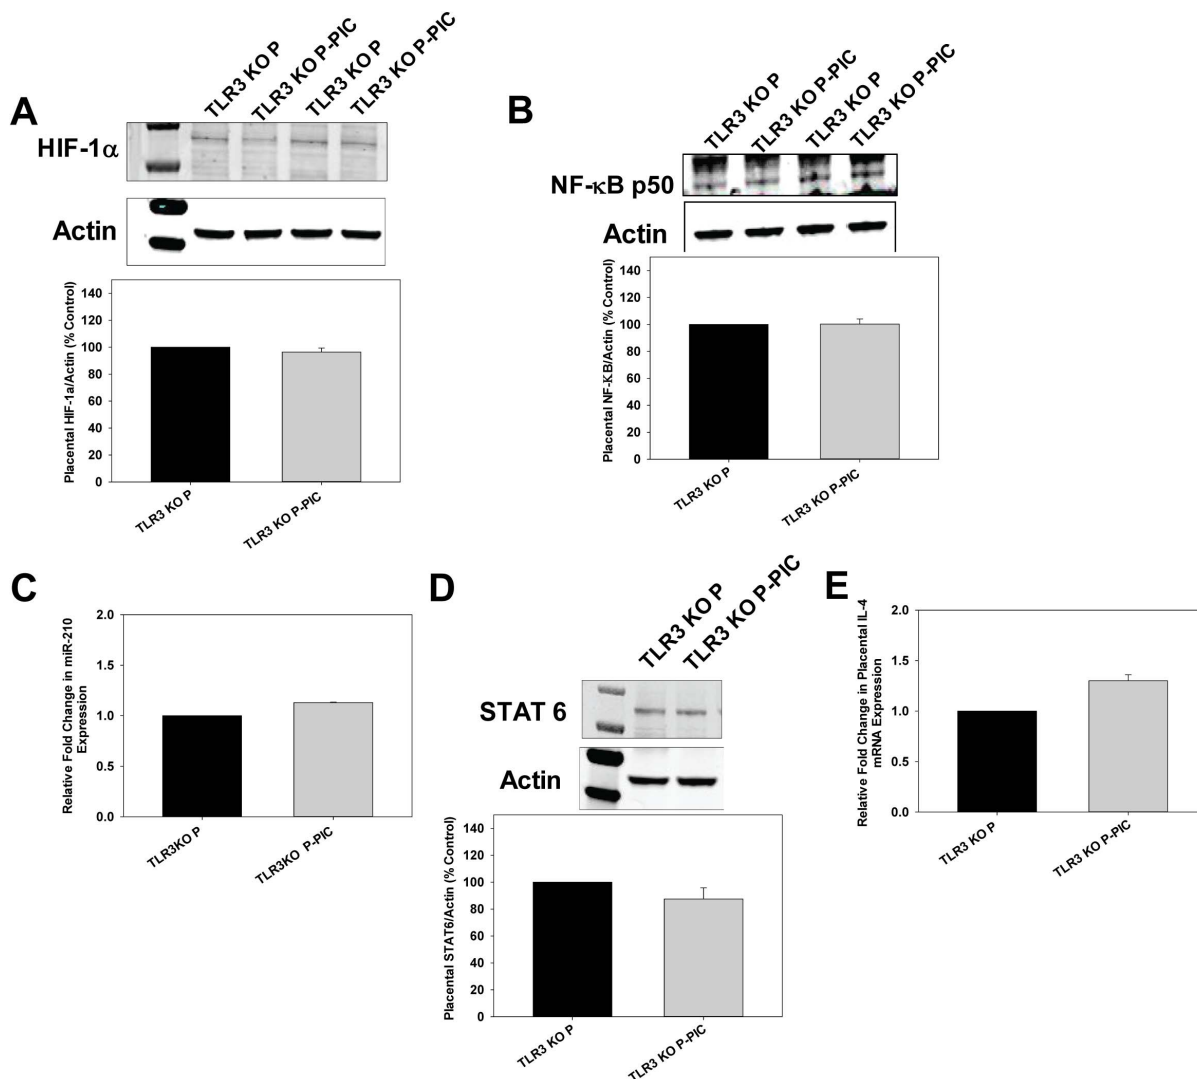 A
TLR3 KO P
TLR3 KO P-PIC
TLR3 KO P
TLR3 KO P-PIC
HIF-1α
Actin
Placental HIF-1a/Actin (% Control)
140
120
100
80
60
40
20
0
TLR3 KO P
TLR3 KO P-PIC
B
TLR3 KO P
TLR3 KO P-PIC
TLR3 KO P
TLR3 KO P-PIC
NF-κB p50
Actin
Placental NF-κB/Actin (% Control)
140
120
100
80
60
40
20
0
TLR3 KO P
TLR3 KO P-PIC
C
Relative Fold Change in miR-210
Expression
2.0
1.5
1.0
0.5
0.0
TLR3KO P
TLR3KO P-PIC
D
TLR3 KO P
TLR3 KO P-PIC
STAT 6
Actin
Placental STAT6/Actin (% Control)
140
120
100
80
60
40
20
0
TLR3 KO P
TLR3 KO P-PIC
E
Relative Fold Change in Placental IL-4
mRNA Expression
2.0
1.5
1.0
0.5
0.0
TLR3 KO P
TLR3 KO P-PIC